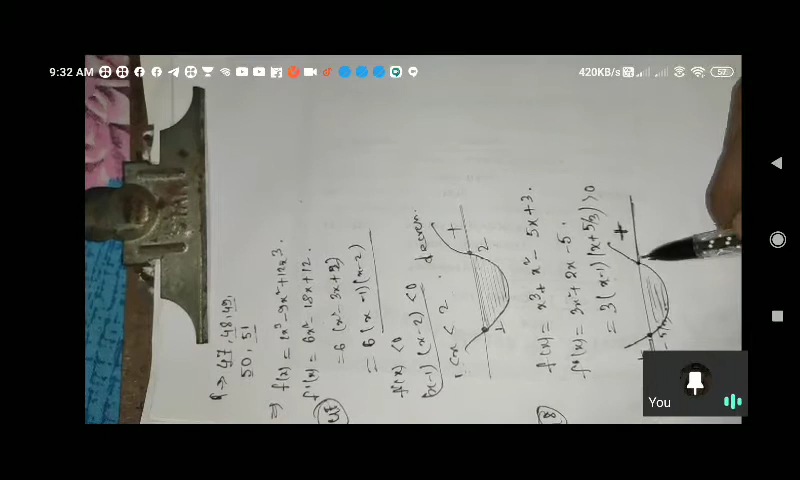 9:32 AM
420KB/s
57
P → 47, 48, 49,
50, 51
⇒ f(x) = 2x³ - 9x² + 12x + 3.
f'(x) = 6x² - 18x + 12.
= 6 (x² - 3x + 2)
= 6 (x - 1)(x - 2)
f'(x) < 0
(x-1) (x-2) < 0
1 < x < 2 .
1
2
+
f(x) = x³ + x² - 5x + 3.
f'(x) = 3x² + 2x - 5.
= 3(x-1) (x+5/3) > 0
+
You